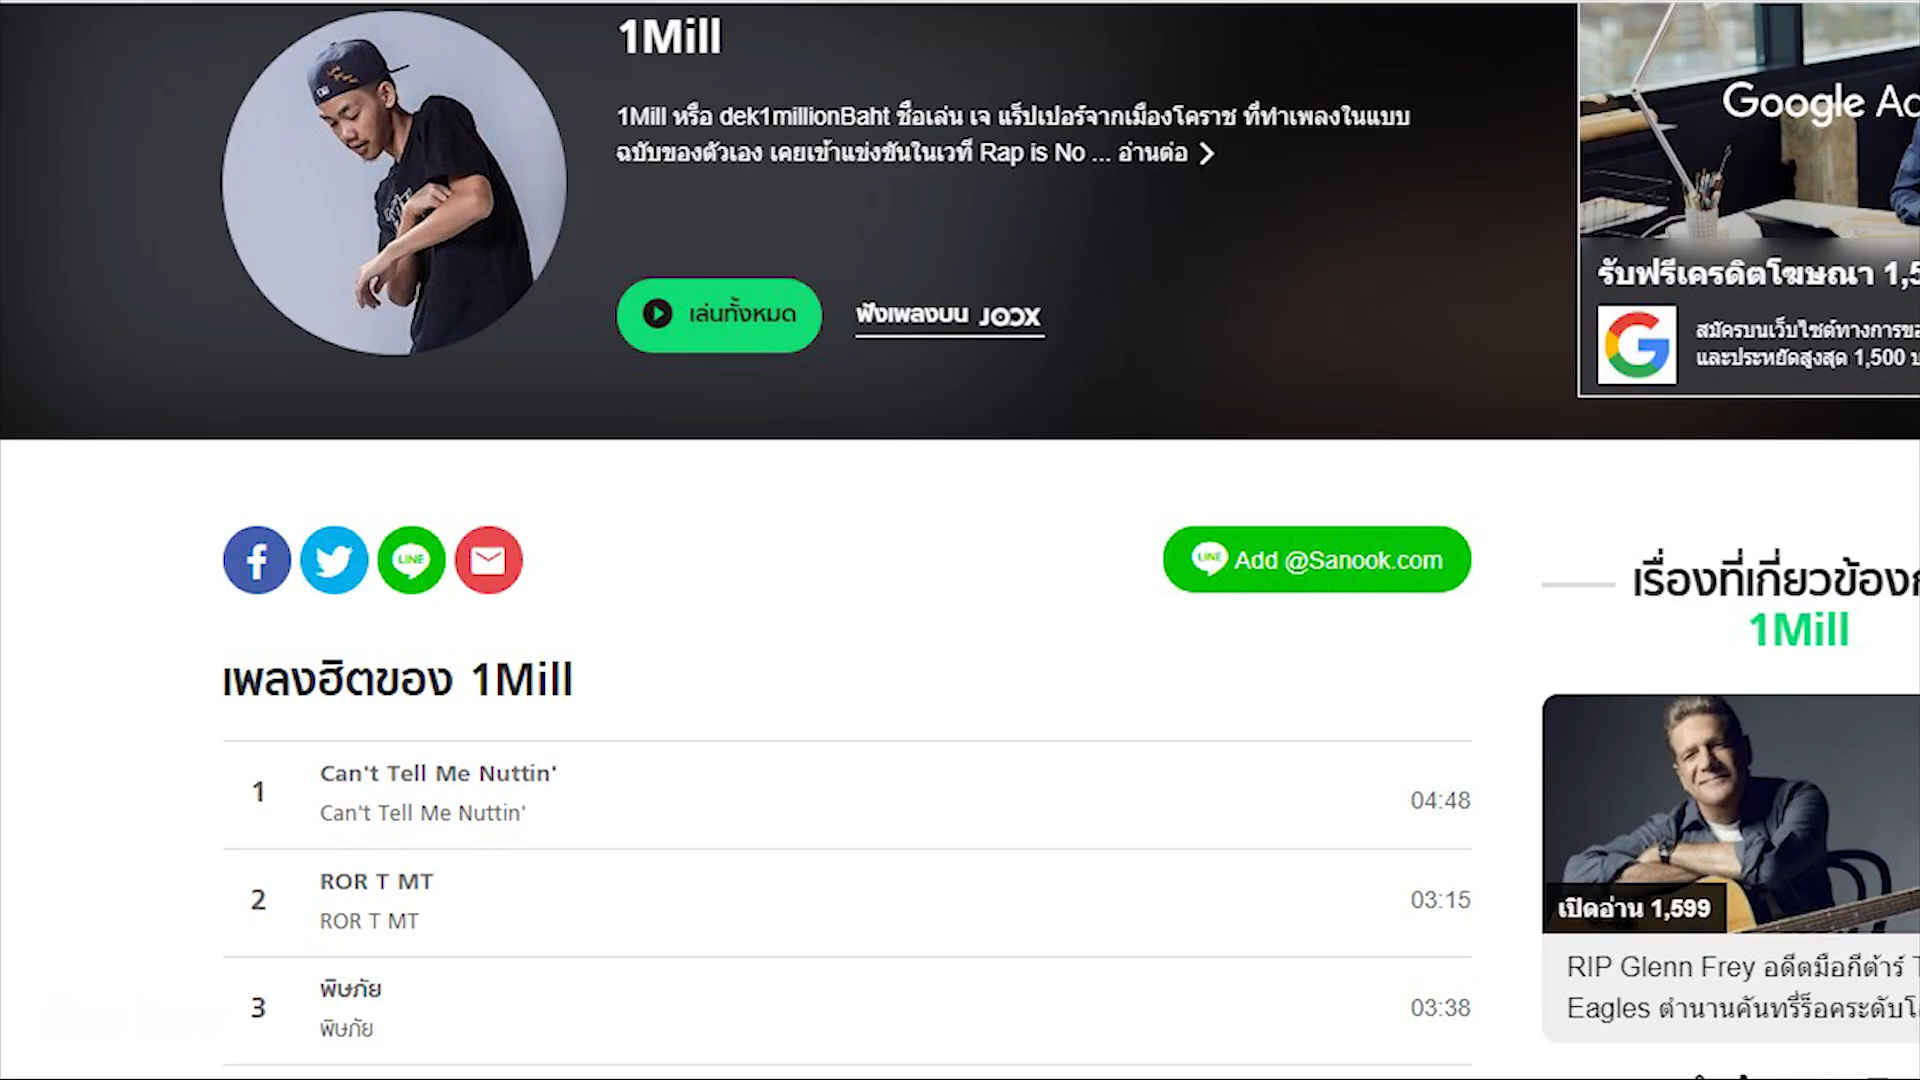 1Mill
1Mill หรือ dek1millionBaht ชื่อเล่น เจ แร็ปเปอร์จากเมืองโคราช ที่ทำเพลงในแบบ
ฉบับของตัวเอง เคยเข้าแข่งขันในเวที Rap is No ... อ่านต่อ
เล่นทั้งหมด
ฟังเพลงบน JOOX
Google Ad
รับฟรีเครดิตโฆษณา 1,5
สมัครบนเว็บไซต์ทางการขอ
และประหยัดสูงสุด 1,500 บ
LINE
LINE Add @Sanook.com
เพลงฮิตของ 1Mill
1
Can't Tell Me Nuttin'
Can't Tell Me Nuttin'
04:48
2
ROR T MT
ROR T MT
03:15
3
พิษภัย
พิษภัย
03:38
เรื่องที่เกี่ยวข้องก
1Mill
เปิดอ่าน 1,599
RIP Glenn Frey อดีตมือกีต้าร์ T
Eagles ตำนานคันทรี่ร็อคระดับโ